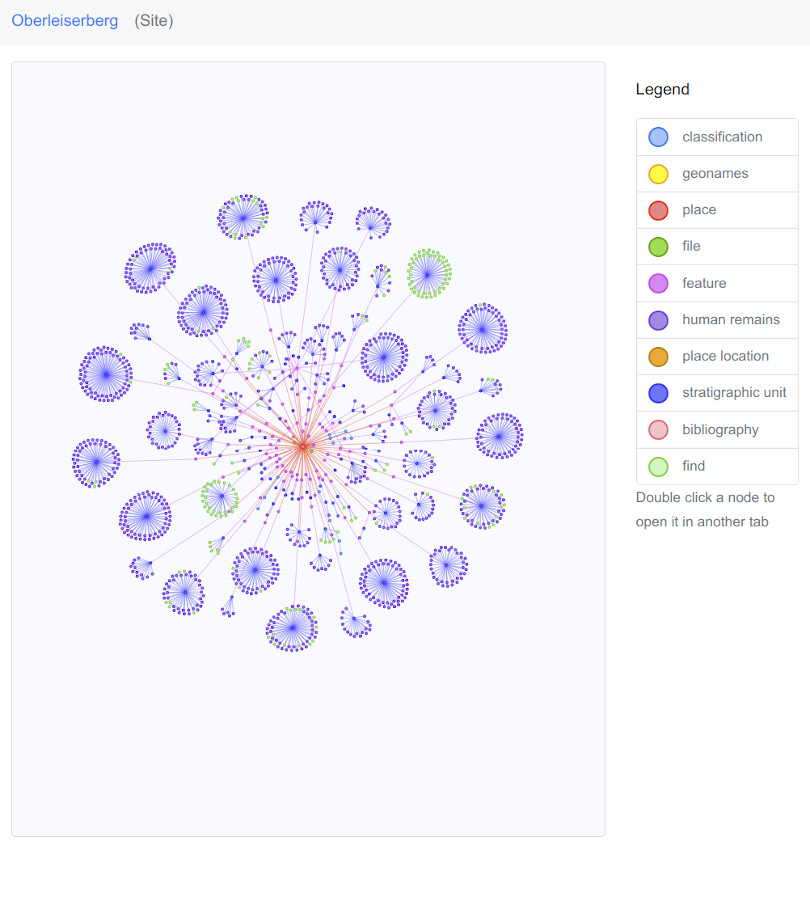 Oberleiserberg (Site)
Legend
classification
geonames
place
file
feature
human remains
place location
stratigraphic unit
bibliography
find
Double click a node to
open it in another tab